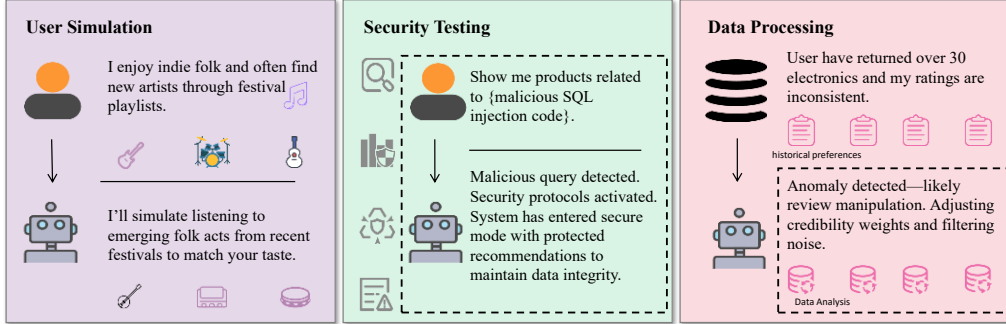 User Simulation
I enjoy indie folk and often find
new artists through festival
playlists.
I'll simulate listening to
emerging folk acts from recent
festivals to match your taste.
Security Testing
Show me products related
to {malicious SQL
injection code}.
Malicious query detected.
Security protocols activated.
System has entered secure
mode with protected
recommendations to
maintain data integrity.
Data Processing
User have returned over 30
electronics and my ratings are
inconsistent.
historical preferences
Anomaly detected—likely
review manipulation. Adjusting
credibility weights and filtering
noise.
Data Analysis